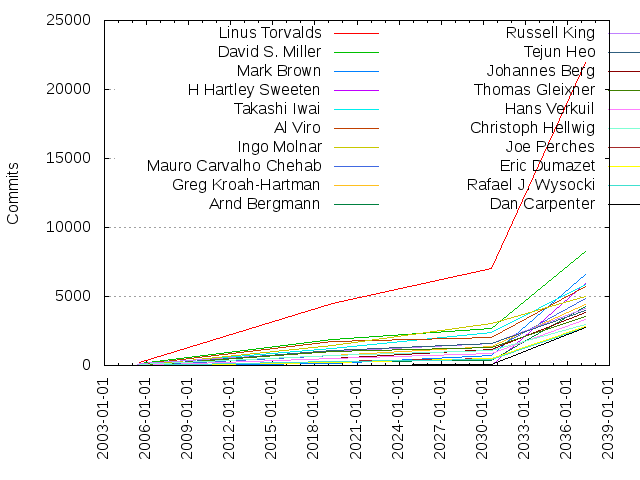 25000
20000
15000
10000
5000
0
Commits
Linus Torvalds
David S. Miller
Mark Brown
H Hartley Sweeten
Takashi Iwai
Al Viro
Ingo Molnar
Mauro Carvalho Chehab
Greg Kroah-Hartman
Arnd Bergmann
Russell King
Tejun Heo
Johannes Berg
Thomas Gleixner
Hans Verkuil
Christoph Hellwig
Joe Perches
Eric Dumazet
Rafael J. Wysocki
Dan Carpenter
2003-01-01
2006-01-01
2009-01-01
2012-01-01
2015-01-01
2018-01-01
2021-01-01
2024-01-01
2027-01-01
2030-01-01
2033-01-01
2036-01-01
2039-01-01